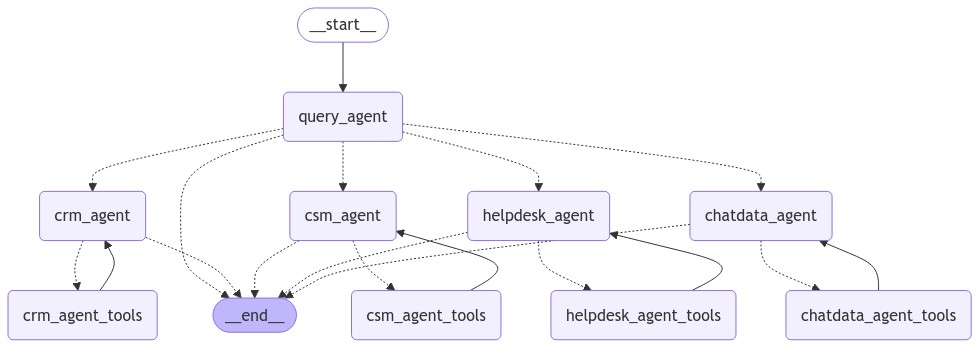 __start__
query_agent
crm_agent
csm_agent
helpdesk_agent
chatdata_agent
crm_agent_tools
__end__
csm_agent_tools
helpdesk_agent_tools
chatdata_agent_tools